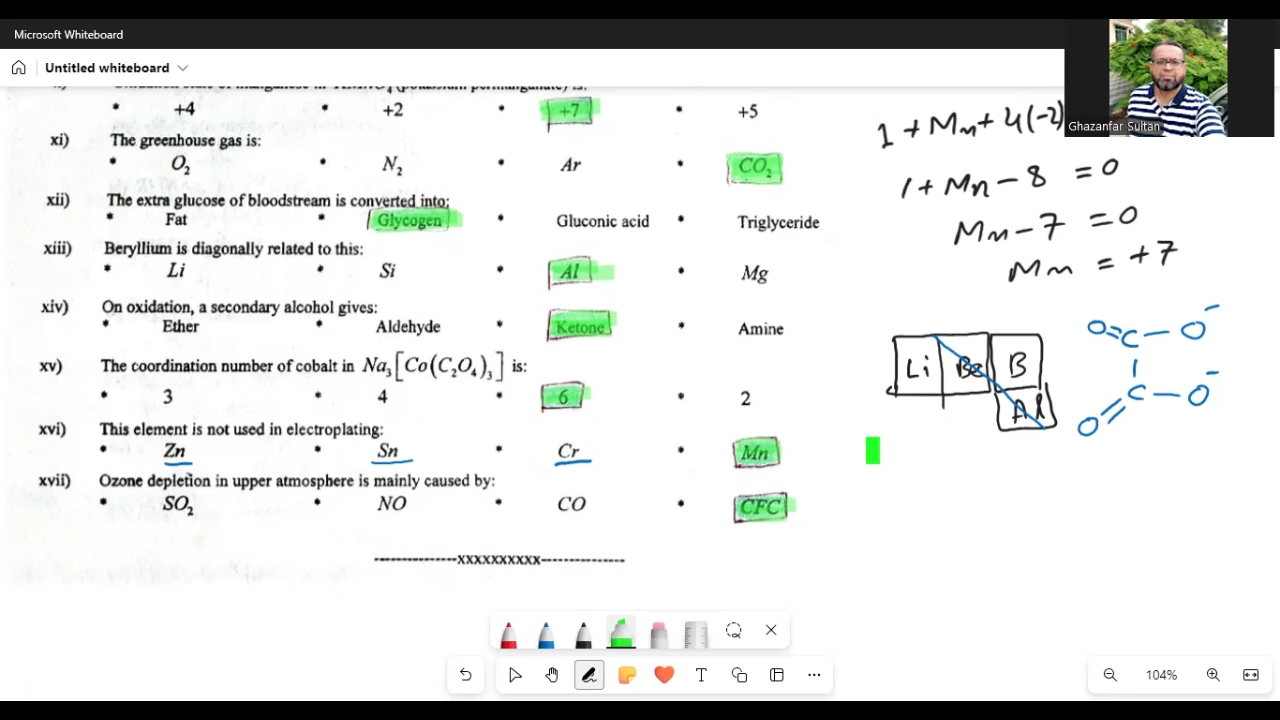 Microsoft Whiteboard
Untitled whiteboard
(potassium permanganate) is:
* +4 * +2 * +7 * +5
xi) The greenhouse gas is:
* O₂ * N₂ * Ar * CO₂
xii) The extra glucose of bloodstream is converted into:
* Fat * Glycogen * Gluconic acid * Triglyceride
xiii) Beryllium is diagonally related to this:
* Li * Si * Al * Mg
xiv) On oxidation, a secondary alcohol gives:
* Ether * Aldehyde * Ketone * Amine
xv) The coordination number of cobalt in Na₃[Co(C₂O₄)₃] is:
* 3 * 4 * 6 * 2
xvi) This element is not used in electroplating:
* Zn * Sn * Cr * Mn
xvii) Ozone depletion in upper atmosphere is mainly caused by:
* SO₂ * NO * CO * CFC
--------------xxxxxxxxxx--------------
1 + Mn + 4(-2)
1 + Mn - 8 = 0
Mn - 7 = 0
Mn = +7
Li Be B
Al
O=C-O⁻
C-O⁻
O
Ghazanfar Sultan
104%